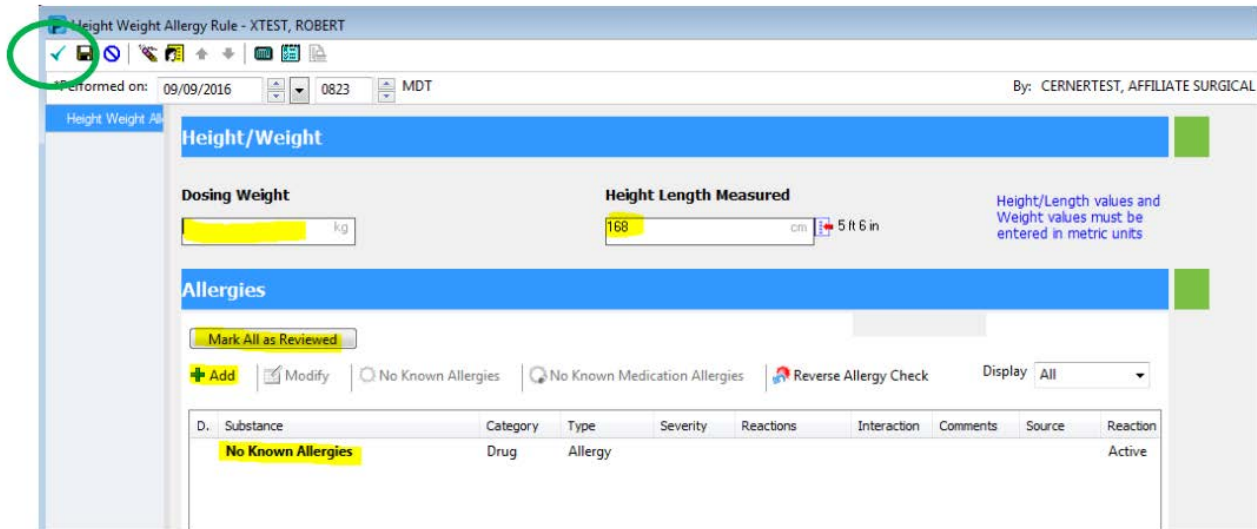 Height Weight Allergy Rule - XTEST, ROBERT
*Performed on: 09/09/2016 0823 MDT By: CERNERTEST, AFFILIATE SURGICAL
Height Weight All
Height/Weight
Dosing Weight Height Length Measured
Height/Length values and
Weight values must be
entered in metric units
kg 168 cm 5 ft 6 in
Allergies
Mark All as Reviewed
Add Modify No Known Allergies No Known Medication Allergies Reverse Allergy Check Display All
D. Substance Category Type Severity Reactions Interaction Comments Source Reaction
No Known Allergies Drug Allergy Active